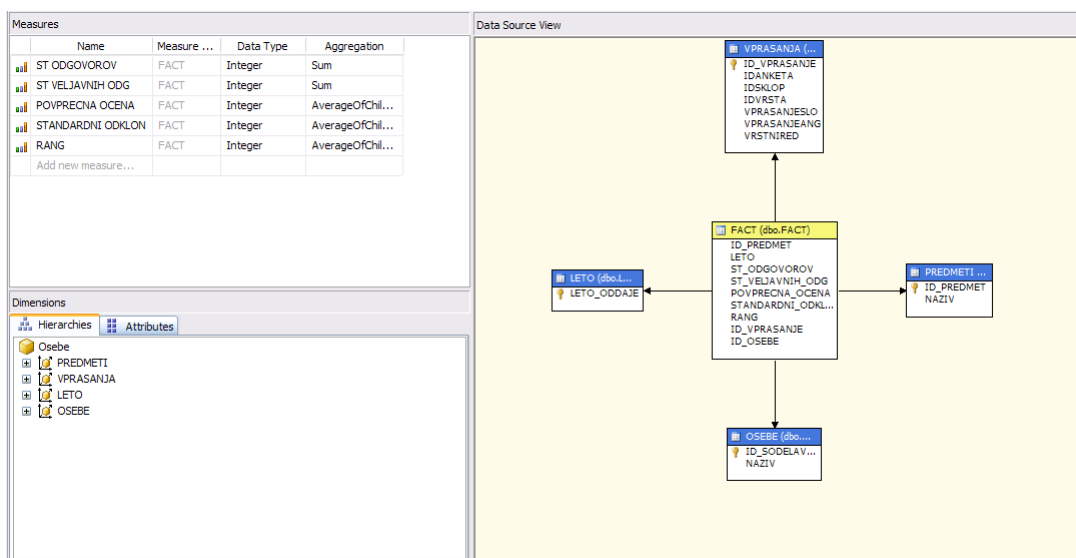 Measures
Name Measure ... Data Type Aggregation
ST ODGOVOROV FACT Integer Sum
ST VELJAVNIH ODG FACT Integer Sum
POVPRECNA OCENA FACT Integer AverageOfChil...
STANDARDNI ODKLON FACT Integer AverageOfChil...
RANG FACT Integer AverageOfChil...
Add new measure...
Dimensions
Hierarchies Attributes
Osebe
PREDMETI
VPRASANJA
LETO
OSEBE
Data Source View
VPRASANJA (...
ID_VPRASANJE
IDANKETA
IDSKLOP
IDVRSTA
VPRASANJESLO
VPRASANJEANG
VRSTNIRED
FACT (dbo.FACT)
ID_PREDMET
LETO
ST_ODGOVOROV
ST_VELJAVNIH_ODG
POVPRECNA_OCENA
STANDARDNI_ODKL...
RANG
ID_VPRASANJE
ID_OSEBE
LETO (dbo.L...
LETO_ODDAJE
PREDMETI ...
ID_PREDMET
NAZIV
OSEBE (dbo....
ID_SODELAV...
NAZIV